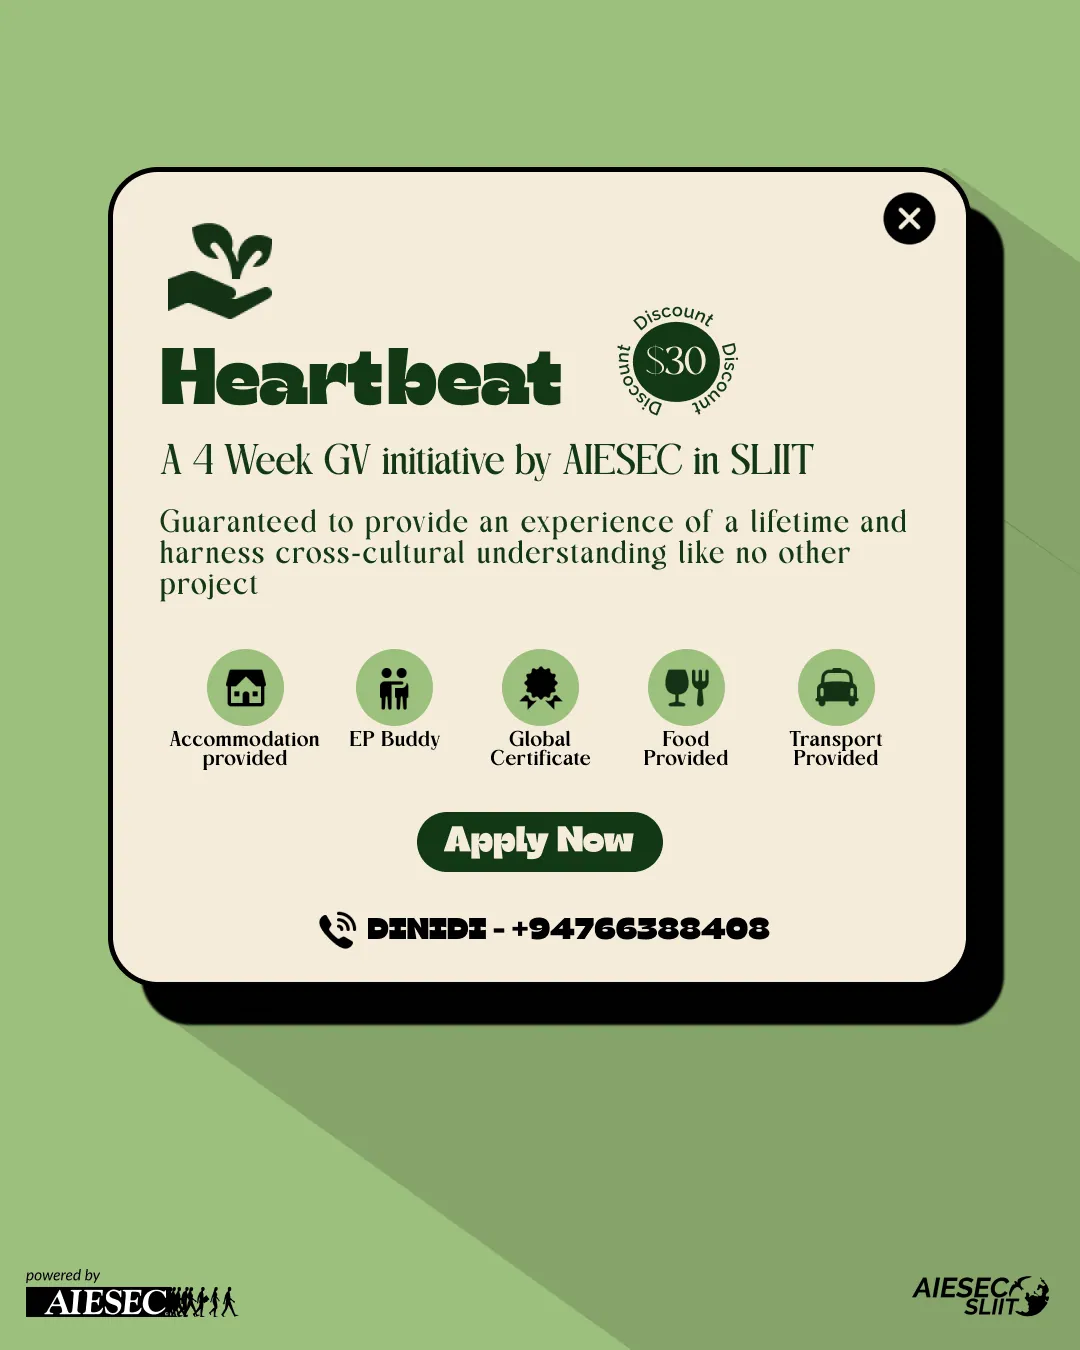 Heartbeat
Discount
Discount
Discount
$30
A 4 Week GV initiative by AIESEC in SLIIT
Guaranteed to provide an experience of a lifetime and
harness cross-cultural understanding like no other
project
Accommodation
provided
EP Buddy
Global
Certificate
Food
Provided
Transport
Provided
Apply Now
DINIDI - +94766388408
powered by
AIESEC
AIESEC
SLIIT